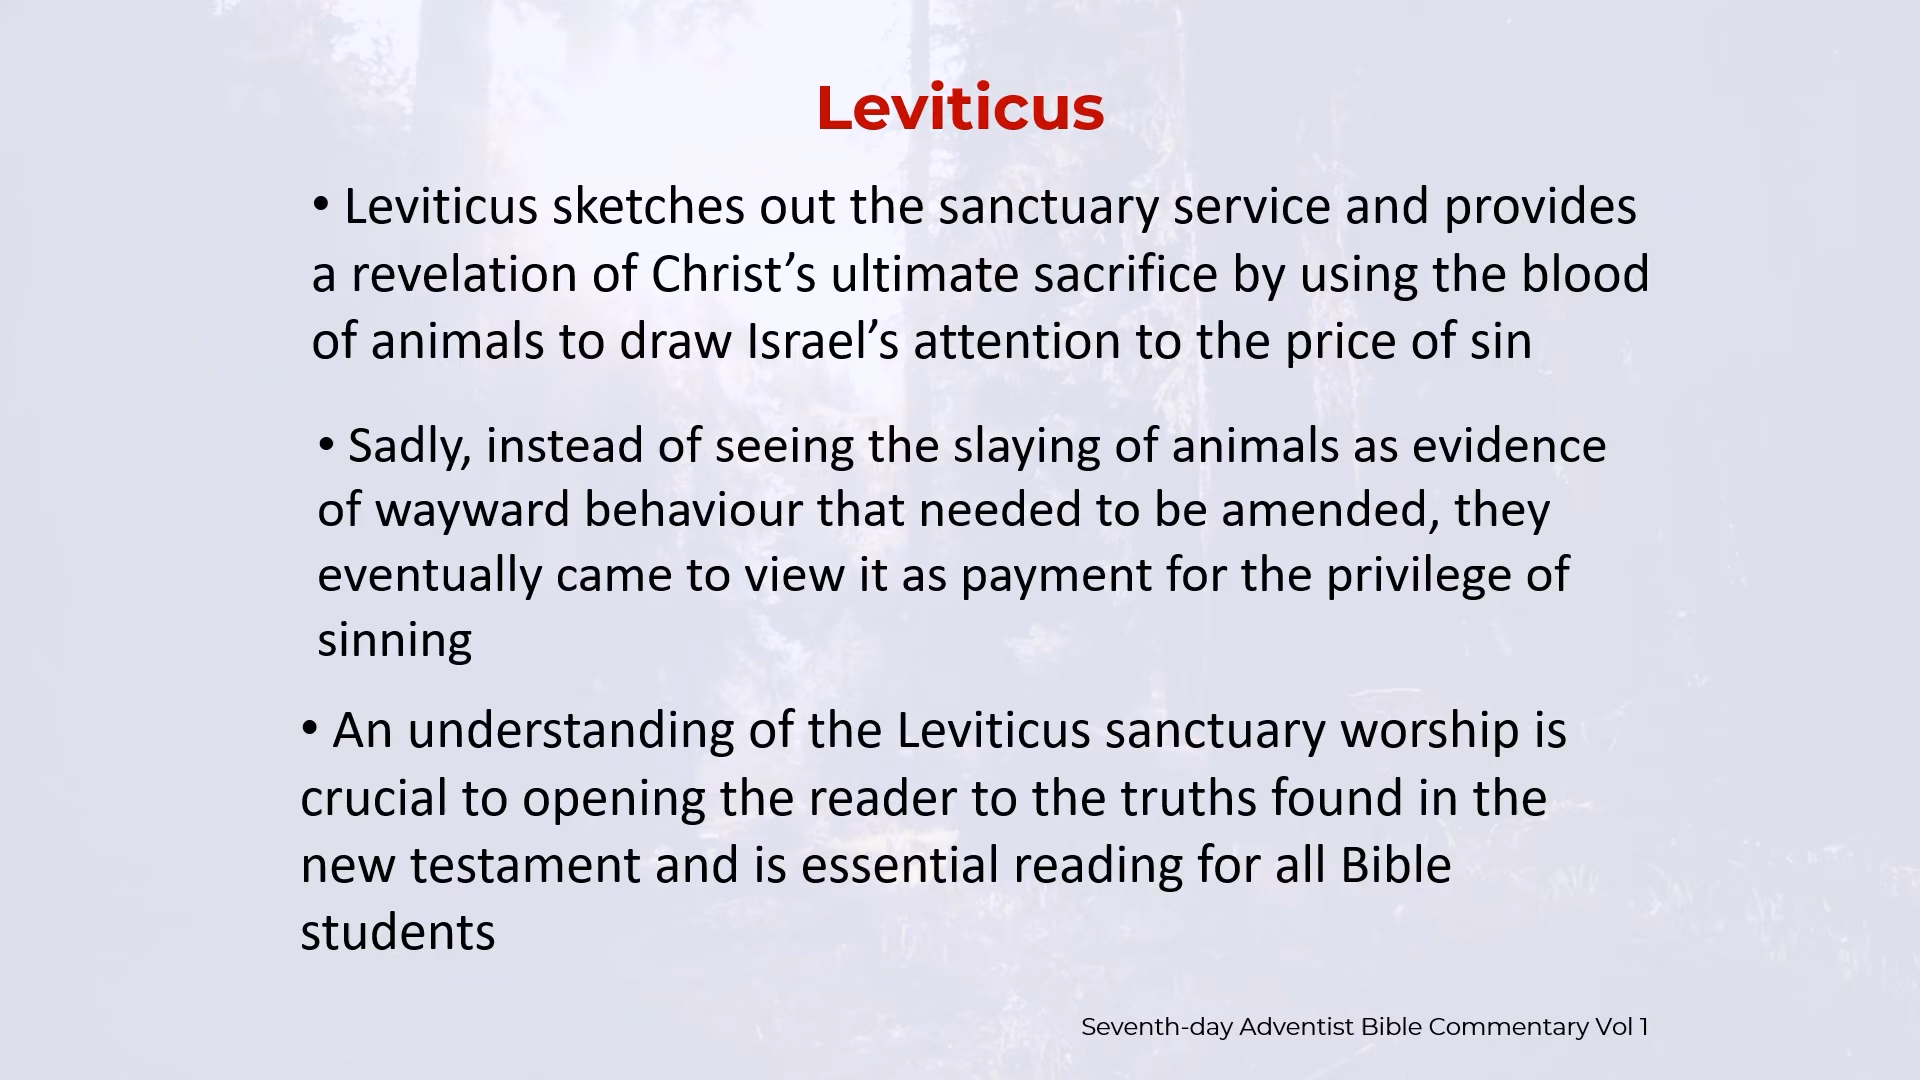 Leviticus
• Leviticus sketches out the sanctuary service and provides
a revelation of Christ’s ultimate sacrifice by using the blood
of animals to draw Israel’s attention to the price of sin
• Sadly, instead of seeing the slaying of animals as evidence
of wayward behaviour that needed to be amended, they
eventually came to view it as payment for the privilege of
sinning
• An understanding of the Leviticus sanctuary worship is
crucial to opening the reader to the truths found in the
new testament and is essential reading for all Bible
students
Seventh-day Adventist Bible Commentary Vol 1